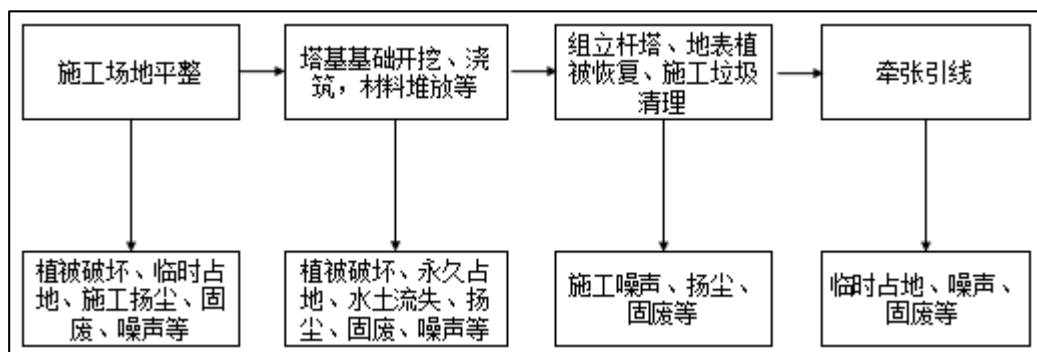 施工场地平整
塔基基础开挖、浇
筑，材料堆放等
组立杆塔、地表植
被恢复、施工垃圾
清理
牵张引线
植被破坏、临时占
地、施工扬尘、固
废、噪声等
植被破坏、永久占
地、水土流失、扬
尘、固废、噪声等
施工噪声、扬尘、
固废等
临时占地、噪声、
固废等